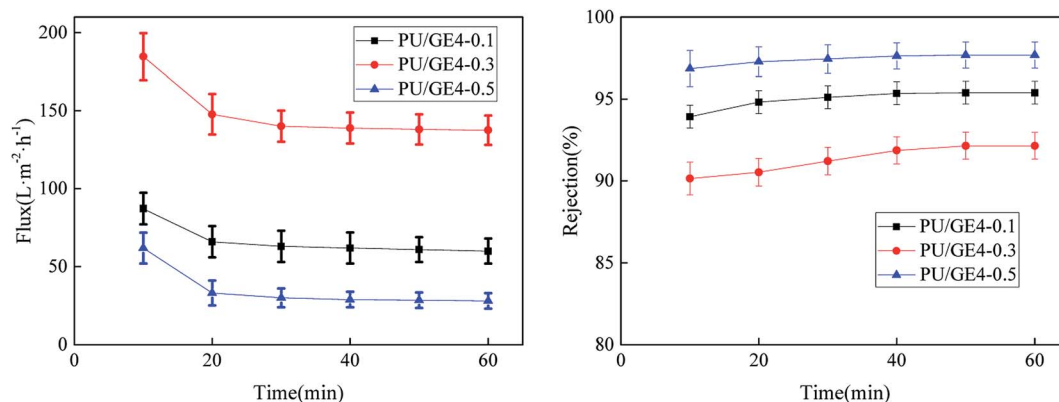 200
150
100
50
0
0
20
40
60
Flux(L·m⁻²·h⁻¹)
Time(min)
PU/GE4-0.1
PU/GE4-0.3
PU/GE4-0.5
100
95
90
85
80
0
20
40
60
Rejection(%)
Time(min)
PU/GE4-0.1
PU/GE4-0.3
PU/GE4-0.5